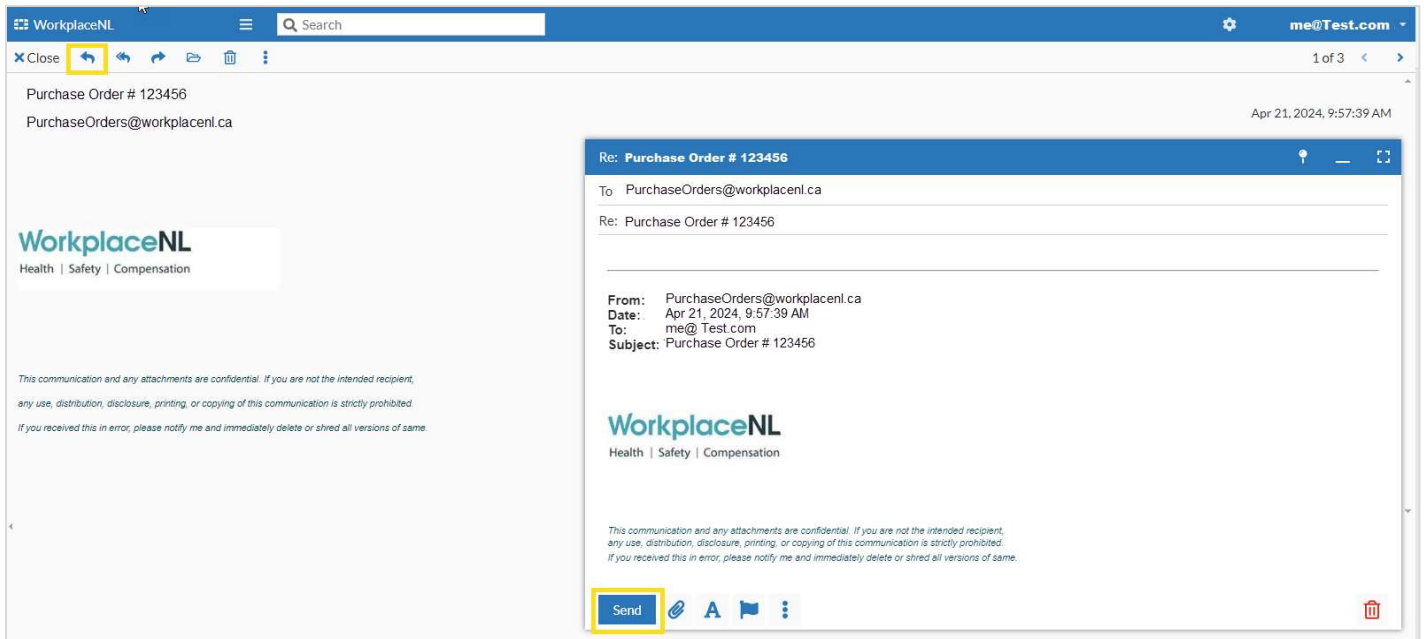 WorkplaceNL
Search
me@Test.com
Close
1 of 3
Purchase Order # 123456
PurchaseOrders@workplacenl.ca
Apr 21, 2024, 9:57:39 AM
WorkplaceNL
Health | Safety | Compensation
This communication and any attachments are confidential. If you are not the intended recipient,
any use, distribution, disclosure, printing, or copying of this communication is strictly prohibited.
If you received this in error, please notify me and immediately delete or shred all versions of same.
Re: Purchase Order # 123456
To PurchaseOrders@workplacenl.ca
Re: Purchase Order # 123456
From: PurchaseOrders@workplacenl.ca
Date: Apr 21, 2024, 9:57:39 AM
To: me@ Test.com
Subject: Purchase Order # 123456
WorkplaceNL
Health | Safety | Compensation
This communication and any attachments are confidential. If you are not the intended recipient,
any use, distribution, disclosure, printing, or copying of this communication is strictly prohibited.
If you received this in error, please notify me and immediately delete or shred all versions of same.
Send